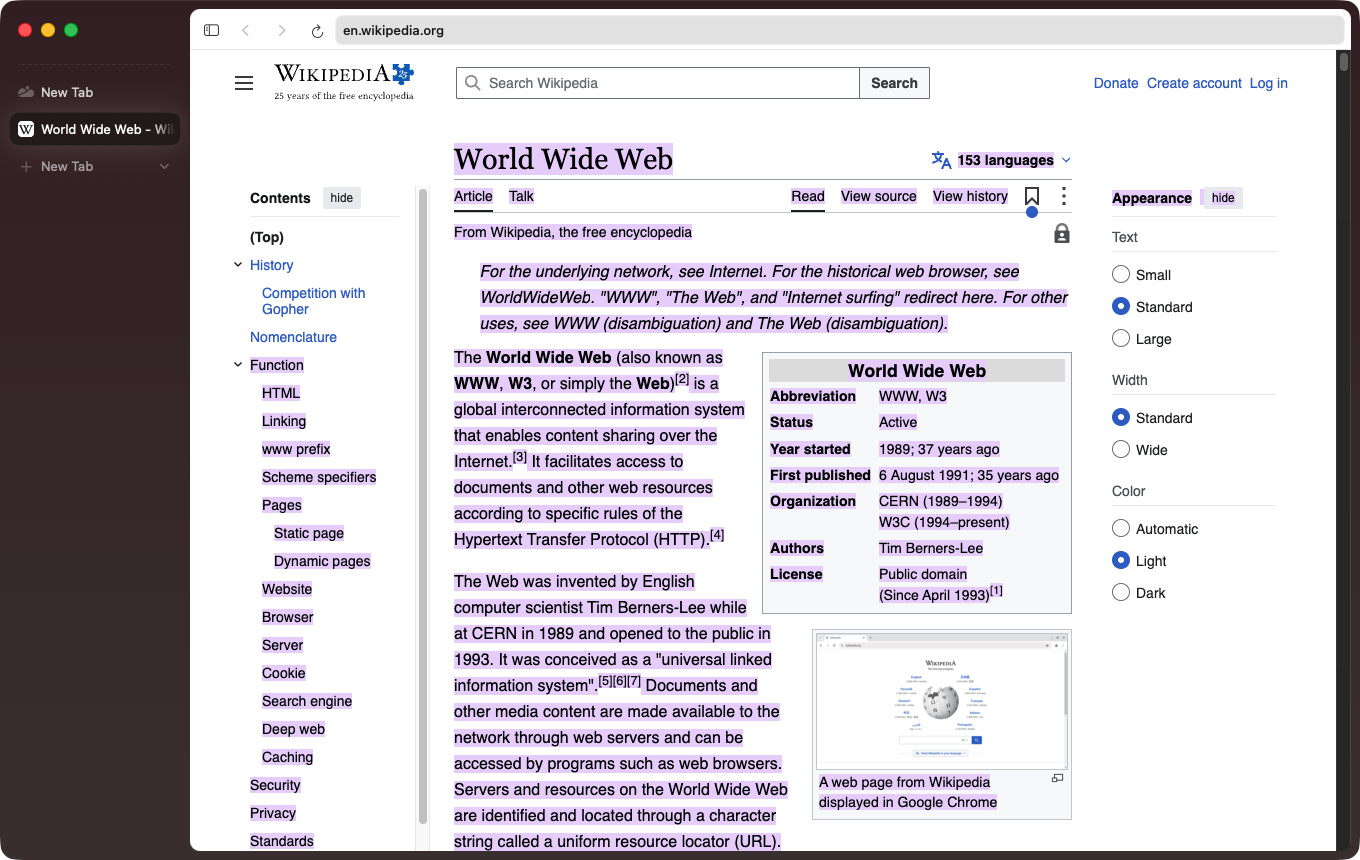 en.wikipedia.org
New Tab
World Wide Web - Wi
New Tab
WIKIPEDIA 25
25 years of the free encyclopedia
Search Wikipedia
Search
Donate Create account Log in
Contents hide
(Top)
History
Competition with
Gopher
Nomenclature
Function
HTML
Linking
www prefix
Scheme specifiers
Pages
Static page
Dynamic pages
Website
Browser
Server
Cookie
Search engine
Deep web
Caching
Security
Privacy
Standards
World Wide Web
153 languages
Article Talk
Read View source View history
From Wikipedia, the free encyclopedia
For the underlying network, see Internet. For the historical web browser, see
WorldWideWeb. "WWW", "The Web", and "Internet surfing" redirect here. For other
uses, see WWW (disambiguation) and The Web (disambiguation).
The World Wide Web (also known as
WWW, W3, or simply the Web)[2] is a
global interconnected information system
that enables content sharing over the
Internet.[3] It facilitates access to
documents and other web resources
according to specific rules of the
Hypertext Transfer Protocol (HTTP).[4]
The Web was invented by English
computer scientist Tim Berners-Lee while
at CERN in 1989 and opened to the public in
1993. It was conceived as a "universal linked
information system".[5][6][7] Documents and
other media content are made available to the
network through web servers and can be
accessed by programs such as web browsers.
Servers and resources on the World Wide Web
are identified and located through a character
string called a uniform resource locator (URL).
World Wide Web
Abbreviation WWW, W3
Status Active
Year started 1989; 37 years ago
First published 6 August 1991; 35 years ago
Organization CERN (1989–1994)
W3C (1994–present)
Authors Tim Berners-Lee
License Public domain
(Since April 1993)[1]
WIKIPEDIA
A web page from Wikipedia
displayed in Google Chrome
Appearance hide
Text
Small
Standard
Large
Width
Standard
Wide
Color
Automatic
Light
Dark